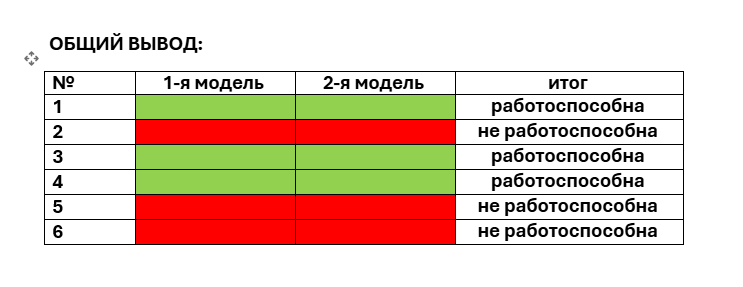 ОБЩИЙ ВЫВОД:
№ 1-я модель 2-я модель итог
1 работоспособна
2 не работоспособна
3 работоспособна
4 работоспособна
5 не работоспособна
6 не работоспособна